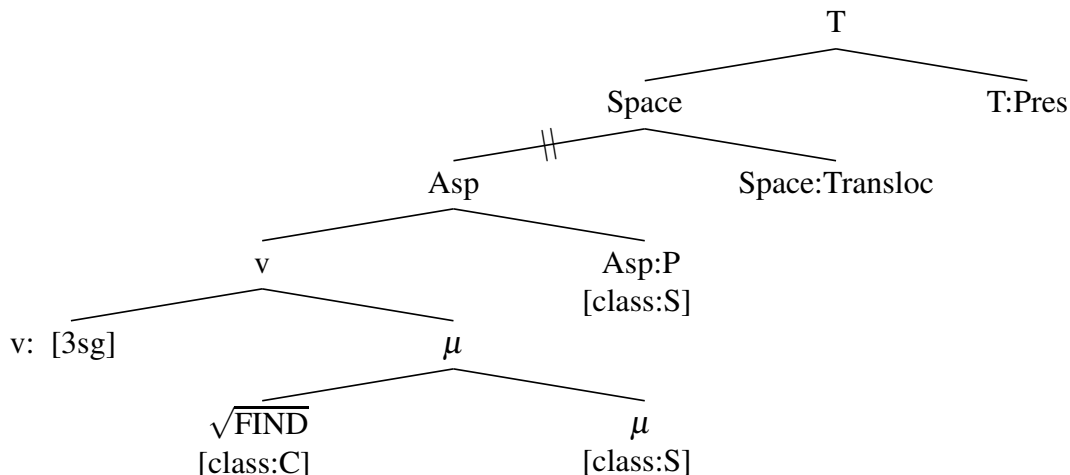 T
Space T:Pres
Asp Space:Transloc
v Asp:P
[class:S]
v: [3sg] μ
√FIND μ
[class:C] [class:S]